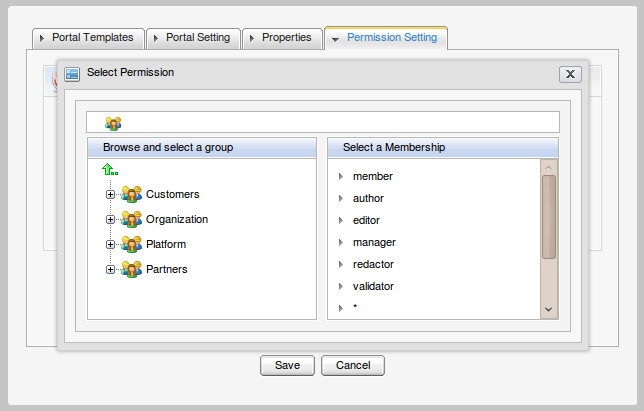 Portal Templates
Portal Setting
Properties
Permission Setting
Select Permission
Browse and select a group
Customers
Organization
Platform
Partners
Select a Membership
member
author
editor
manager
redactor
validator
*
Save
Cancel